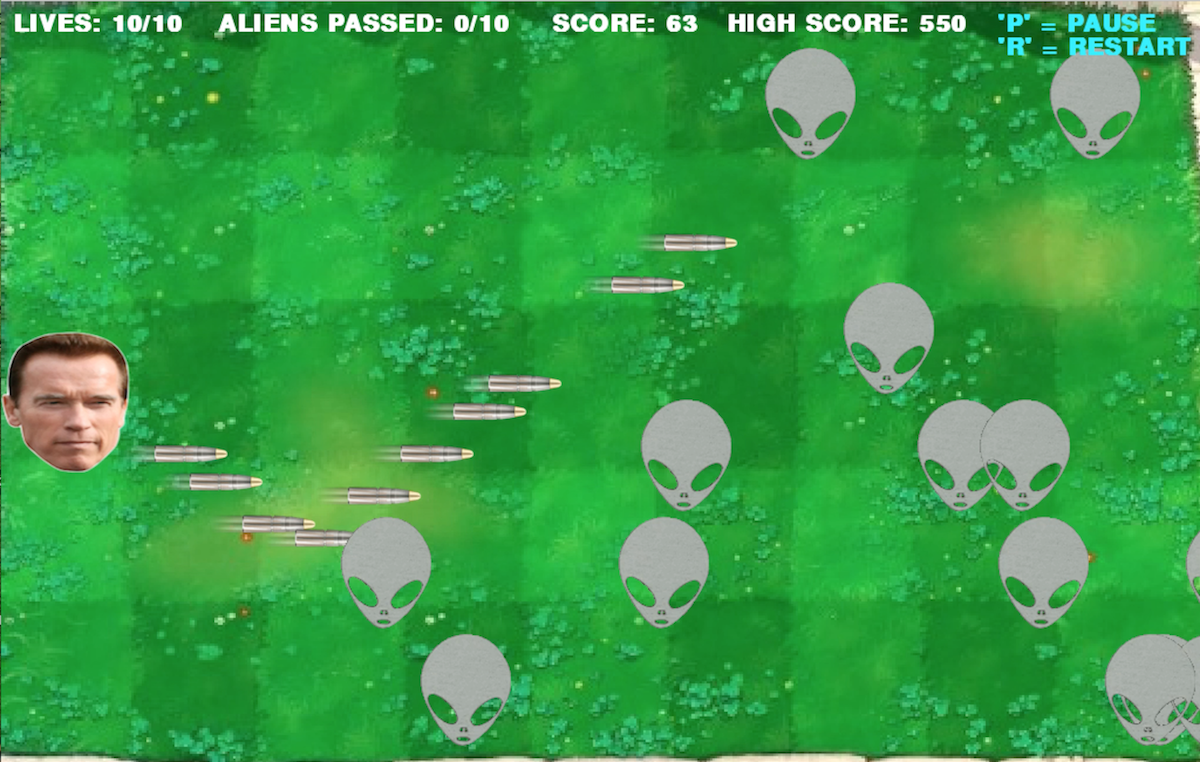 LIVES: 10/10 ALIENS PASSED: 0/10 SCORE: 63 HIGH SCORE: 550 'P' = PAUSE
'R' = RESTART